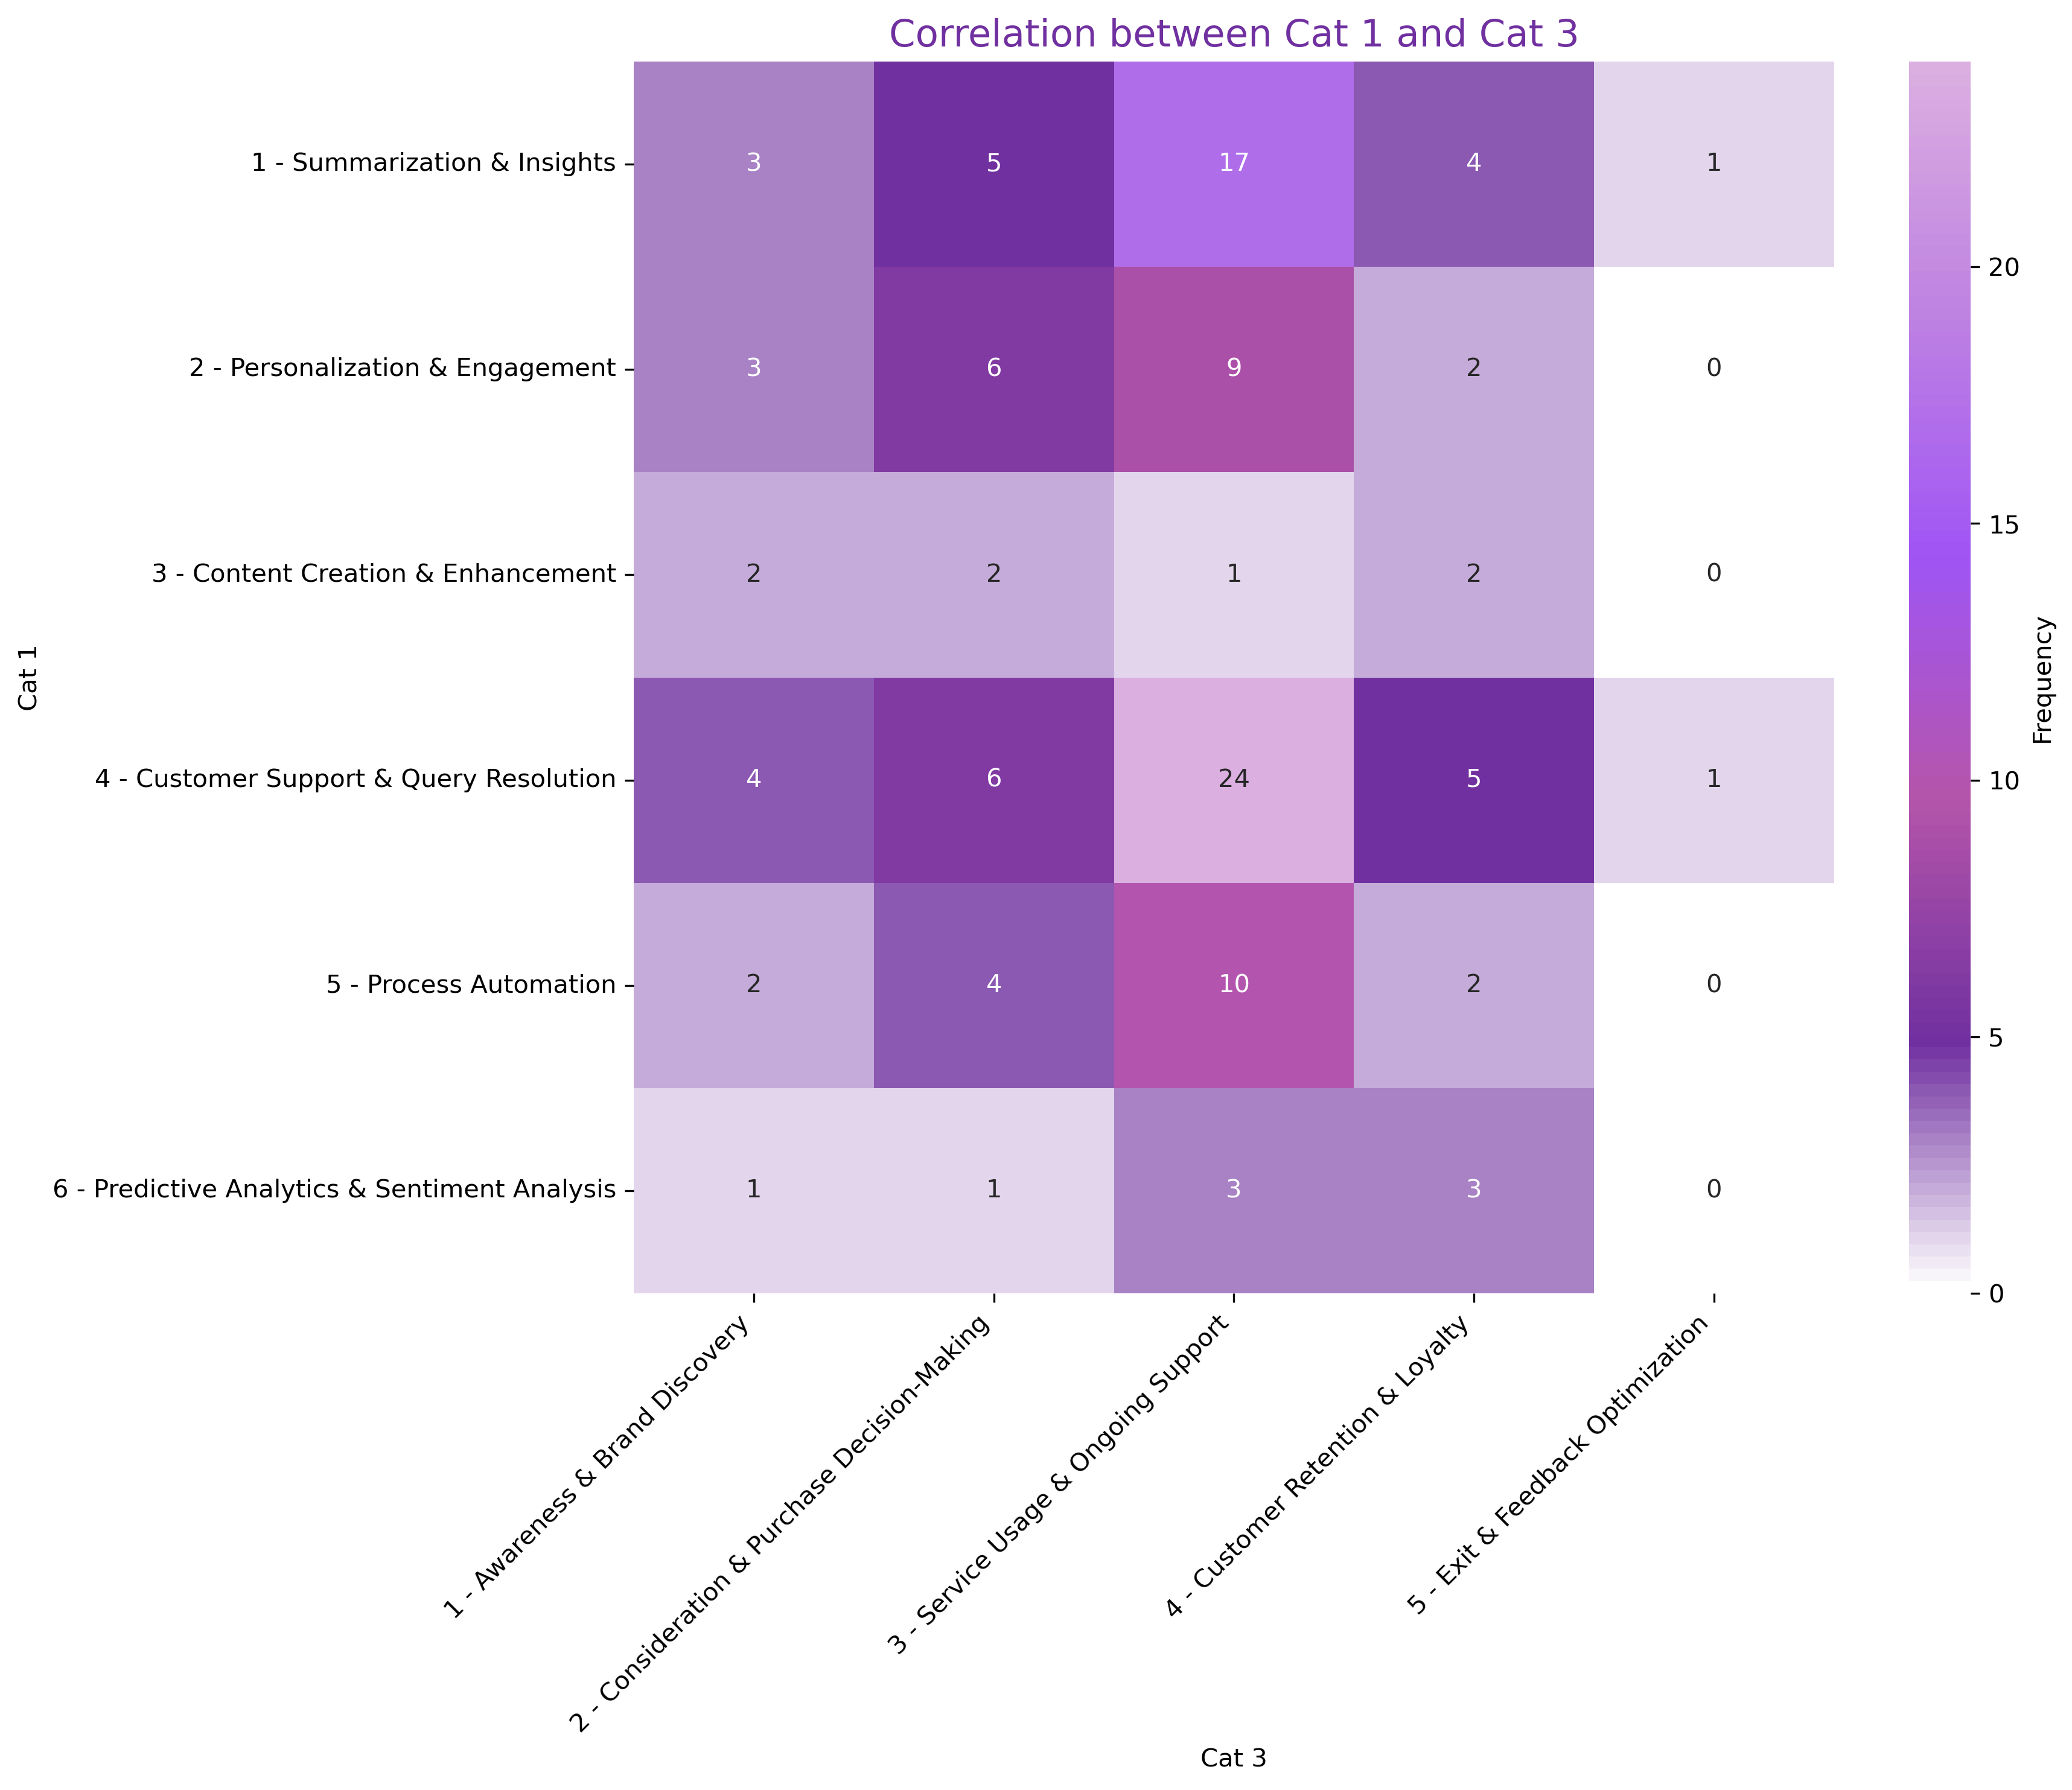 Correlation between Cat 1 and Cat 3
1 - Summarization & Insights 3 5 17 4 1
2 - Personalization & Engagement 3 6 9 2 0
3 - Content Creation & Enhancement 2 2 1 2 0
4 - Customer Support & Query Resolution 4 6 24 5 1
5 - Process Automation 2 4 10 2 0
6 - Predictive Analytics & Sentiment Analysis 1 1 3 3 0
Cat 1
1 - Awareness & Brand Discovery
2 - Consideration & Purchase Decision-Making
3 - Service Usage & Ongoing Support
4 - Customer Retention & Loyalty
5 - Exit & Feedback Optimization
Cat 3
20
15
10
5
0
Frequency